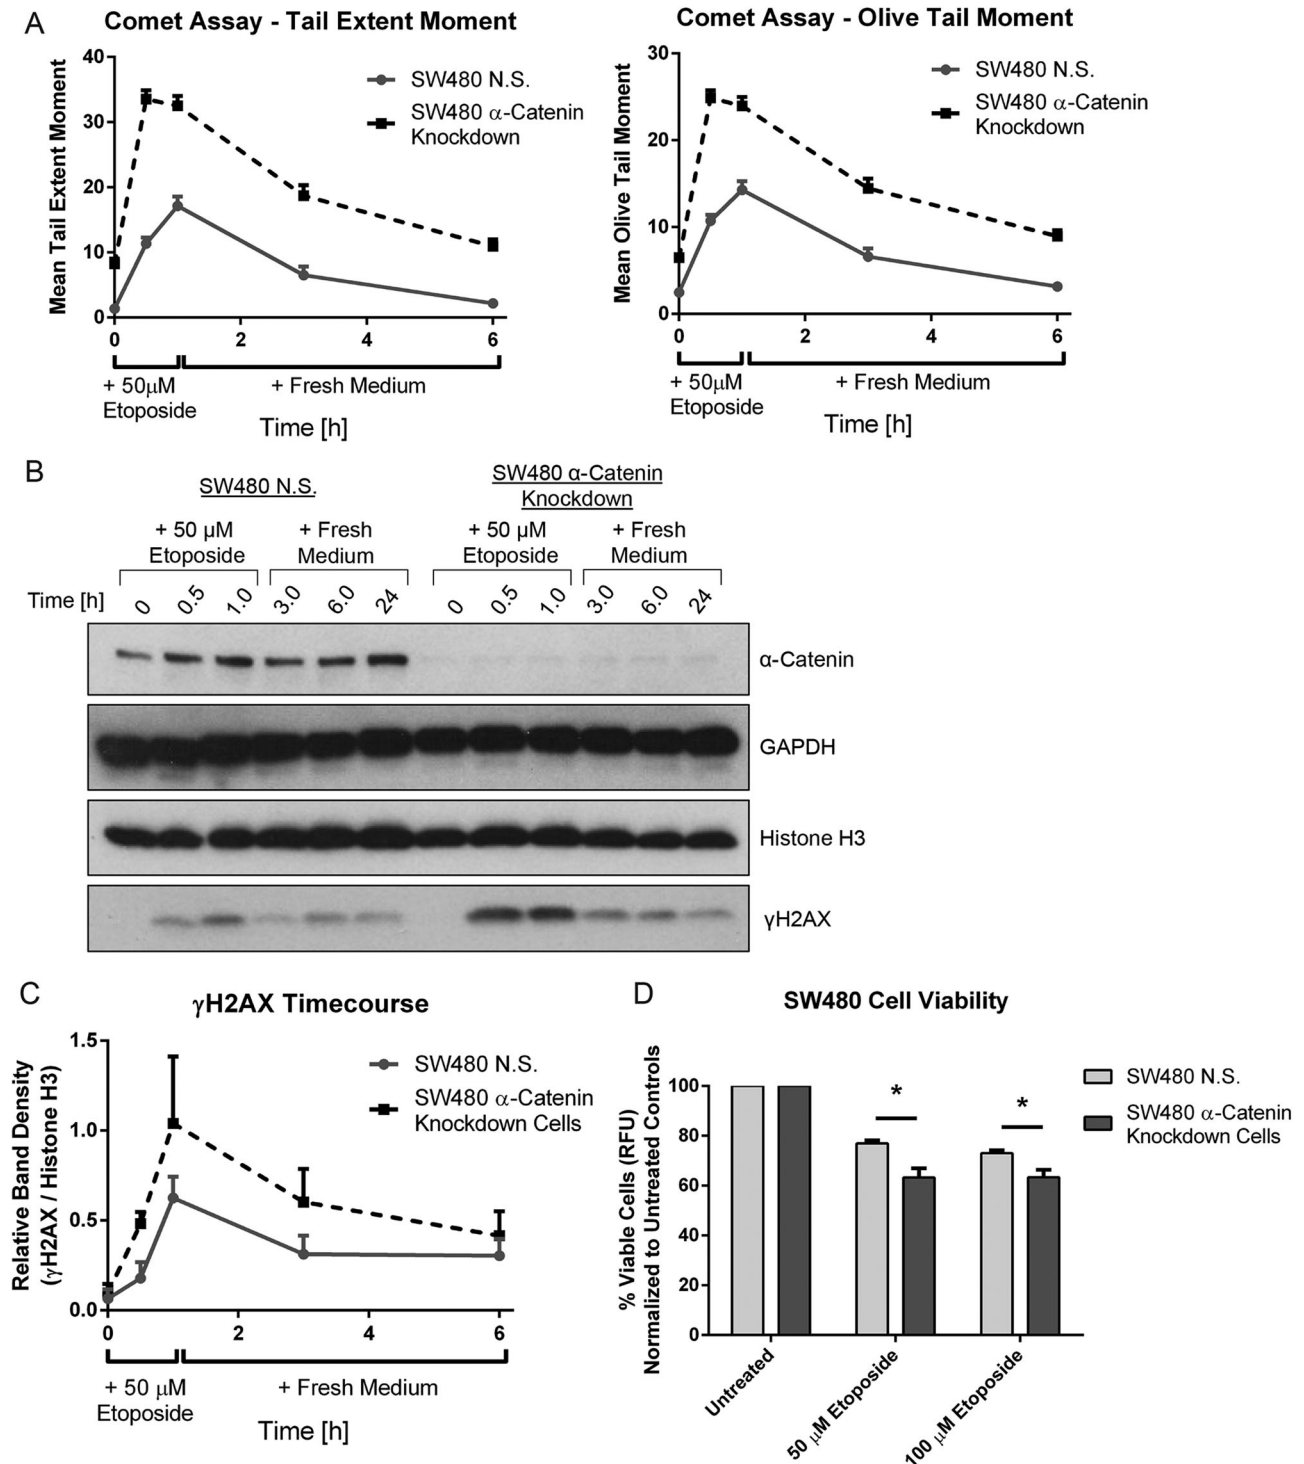 A
Comet Assay - Tail Extent Moment
Mean Tail Extent Moment
40
30
20
10
0
SW480 N.S.
SW480 α-Catenin
Knockdown
0
2
4
6
+ 50μM
Etoposide
+ Fresh Medium
Time [h]
Comet Assay - Olive Tail Moment
Mean Olive Tail Moment
30
20
10
0
SW480 N.S.
SW480 α-Catenin
Knockdown
0
2
4
6
+ 50μM
Etoposide
+ Fresh Medium
Time [h]
B
SW480 N.S.
SW480 α-Catenin
Knockdown
+ 50 μM
Etoposide
+ Fresh
Medium
+ 50 μM
Etoposide
+ Fresh
Medium
Time [h] 0 0.5 1.0 3.0 6.0 24 0 0.5 1.0 3.0 6.0 24
α-Catenin
GAPDH
Histone H3
γH2AX
C
γH2AX Timecourse
Relative Band Density
(γH2AX / Histone H3)
1.5
1.0
0.5
0.0
SW480 N.S.
SW480 α-Catenin
Knockdown Cells
0
2
4
6
+ 50 μM
Etoposide
+ Fresh Medium
Time [h]
D
SW480 Cell Viability
% Viable Cells (RFU)
Normalized to Untreated Controls
100
80
60
40
20
0
*
*
SW480 N.S.
SW480 α-Catenin
Knockdown Cells
Untreated
50 μM Etoposide
100 μM Etoposide